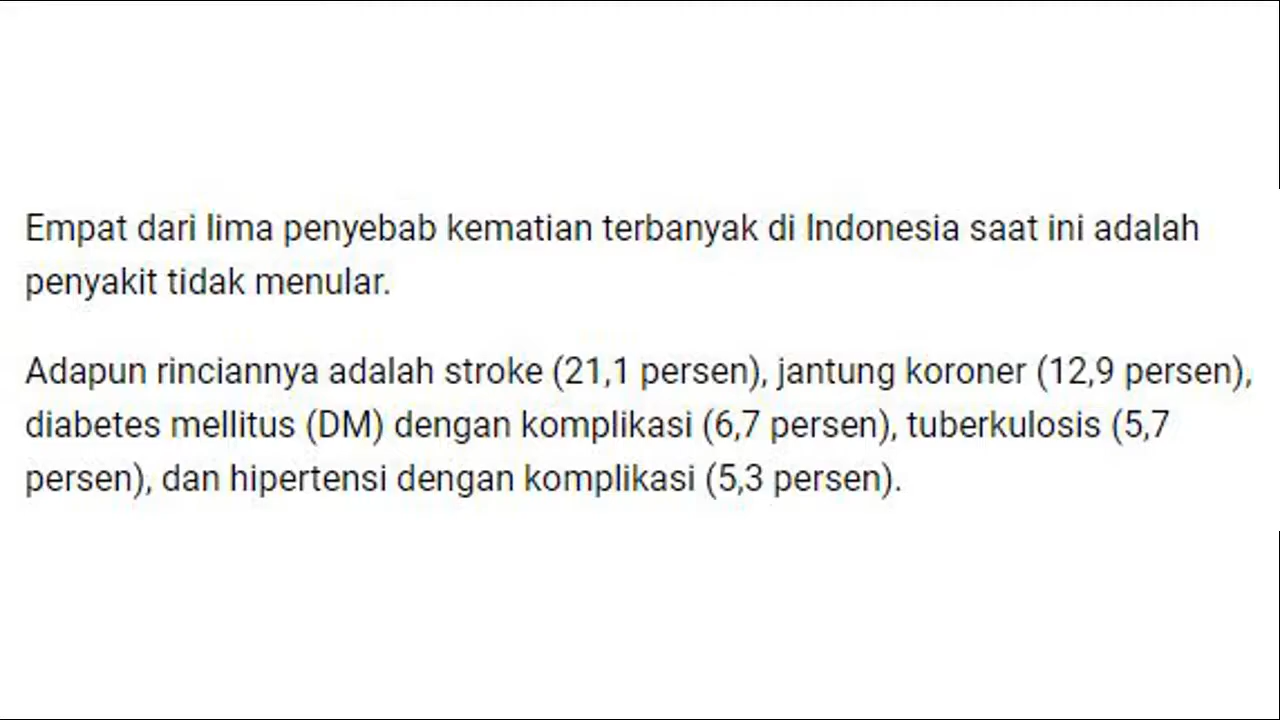 Empat dari lima penyebab kematian terbanyak di Indonesia saat ini adalah
penyakit tidak menular.
Adapun rinciannya adalah stroke (21,1 persen), jantung koroner (12,9 persen),
diabetes mellitus (DM) dengan komplikasi (6,7 persen), tuberkulosis (5,7
persen), dan hipertensi dengan komplikasi (5,3 persen).